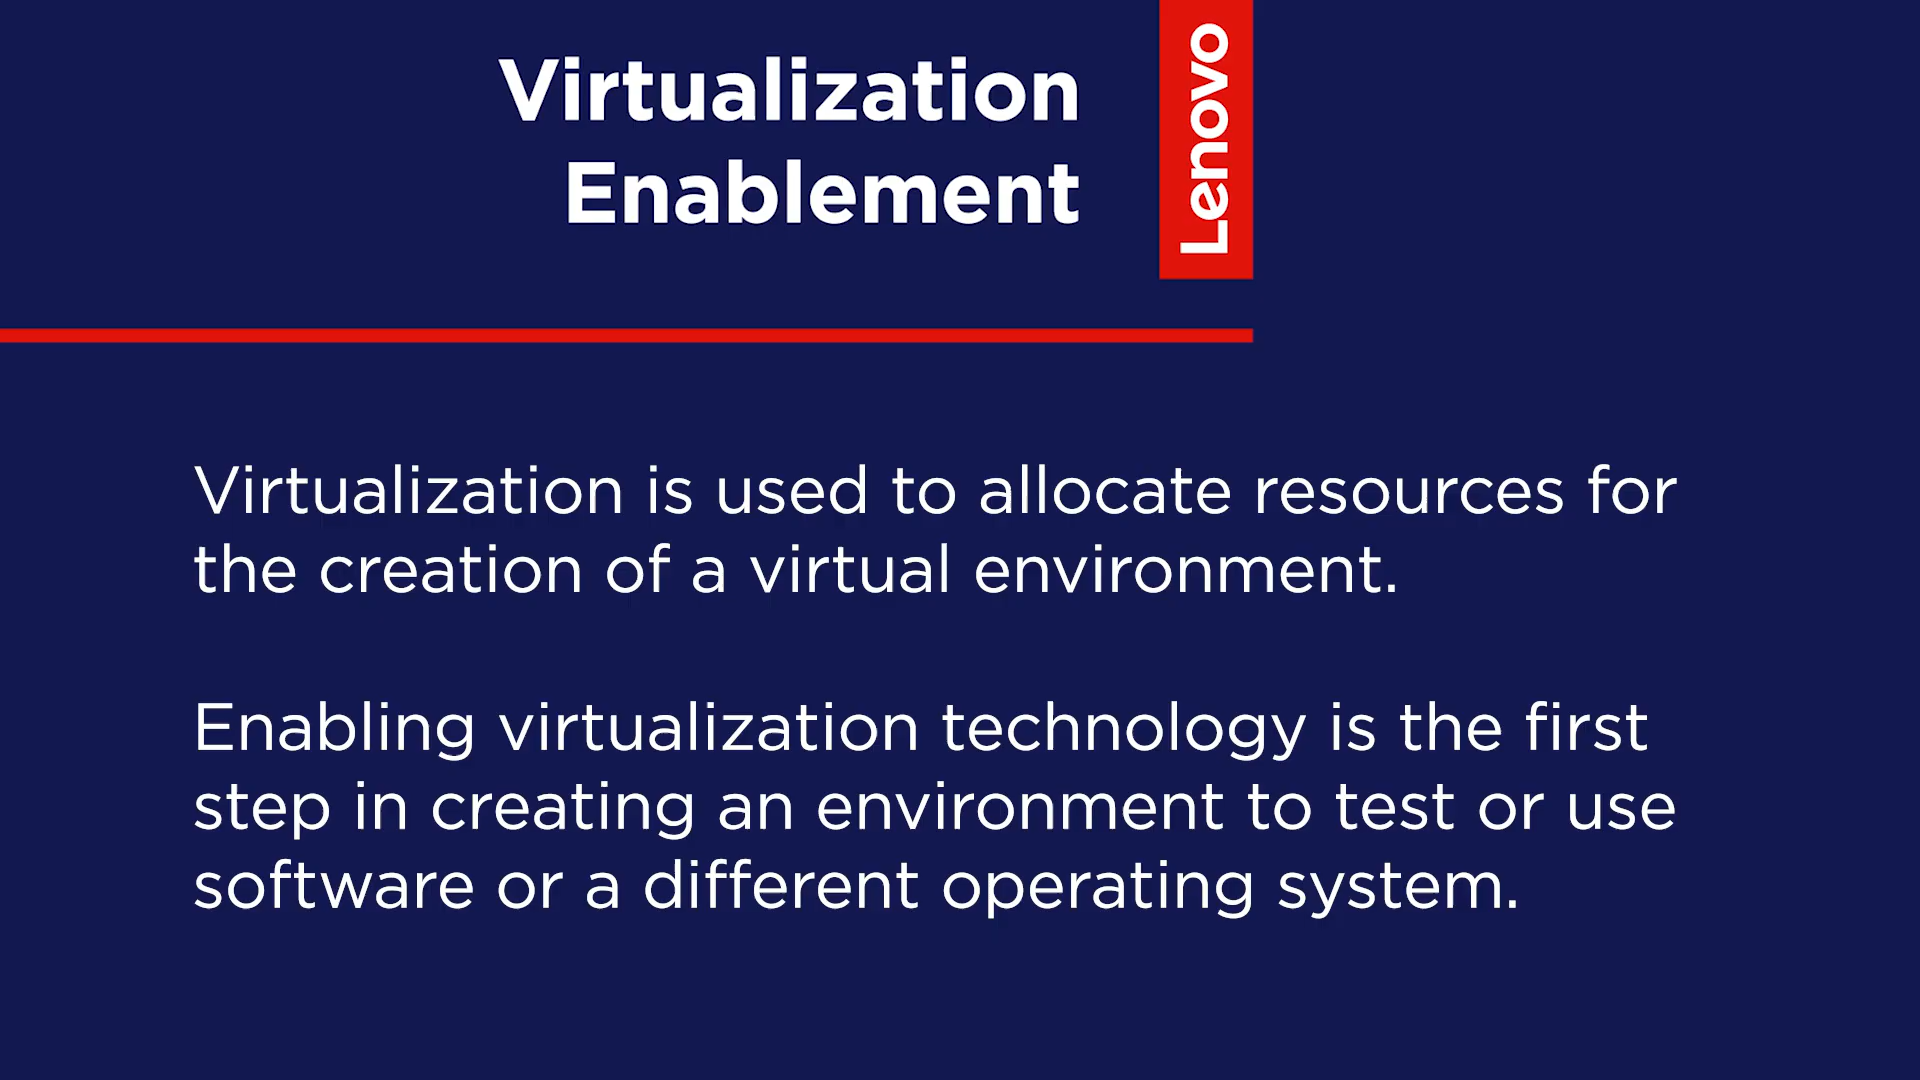 Virtualization
Enablement
Lenovo
Virtualization is used to allocate resources for
the creation of a virtual environment.
Enabling virtualization technology is the first
step in creating an environment to test or use
software or a different operating system.